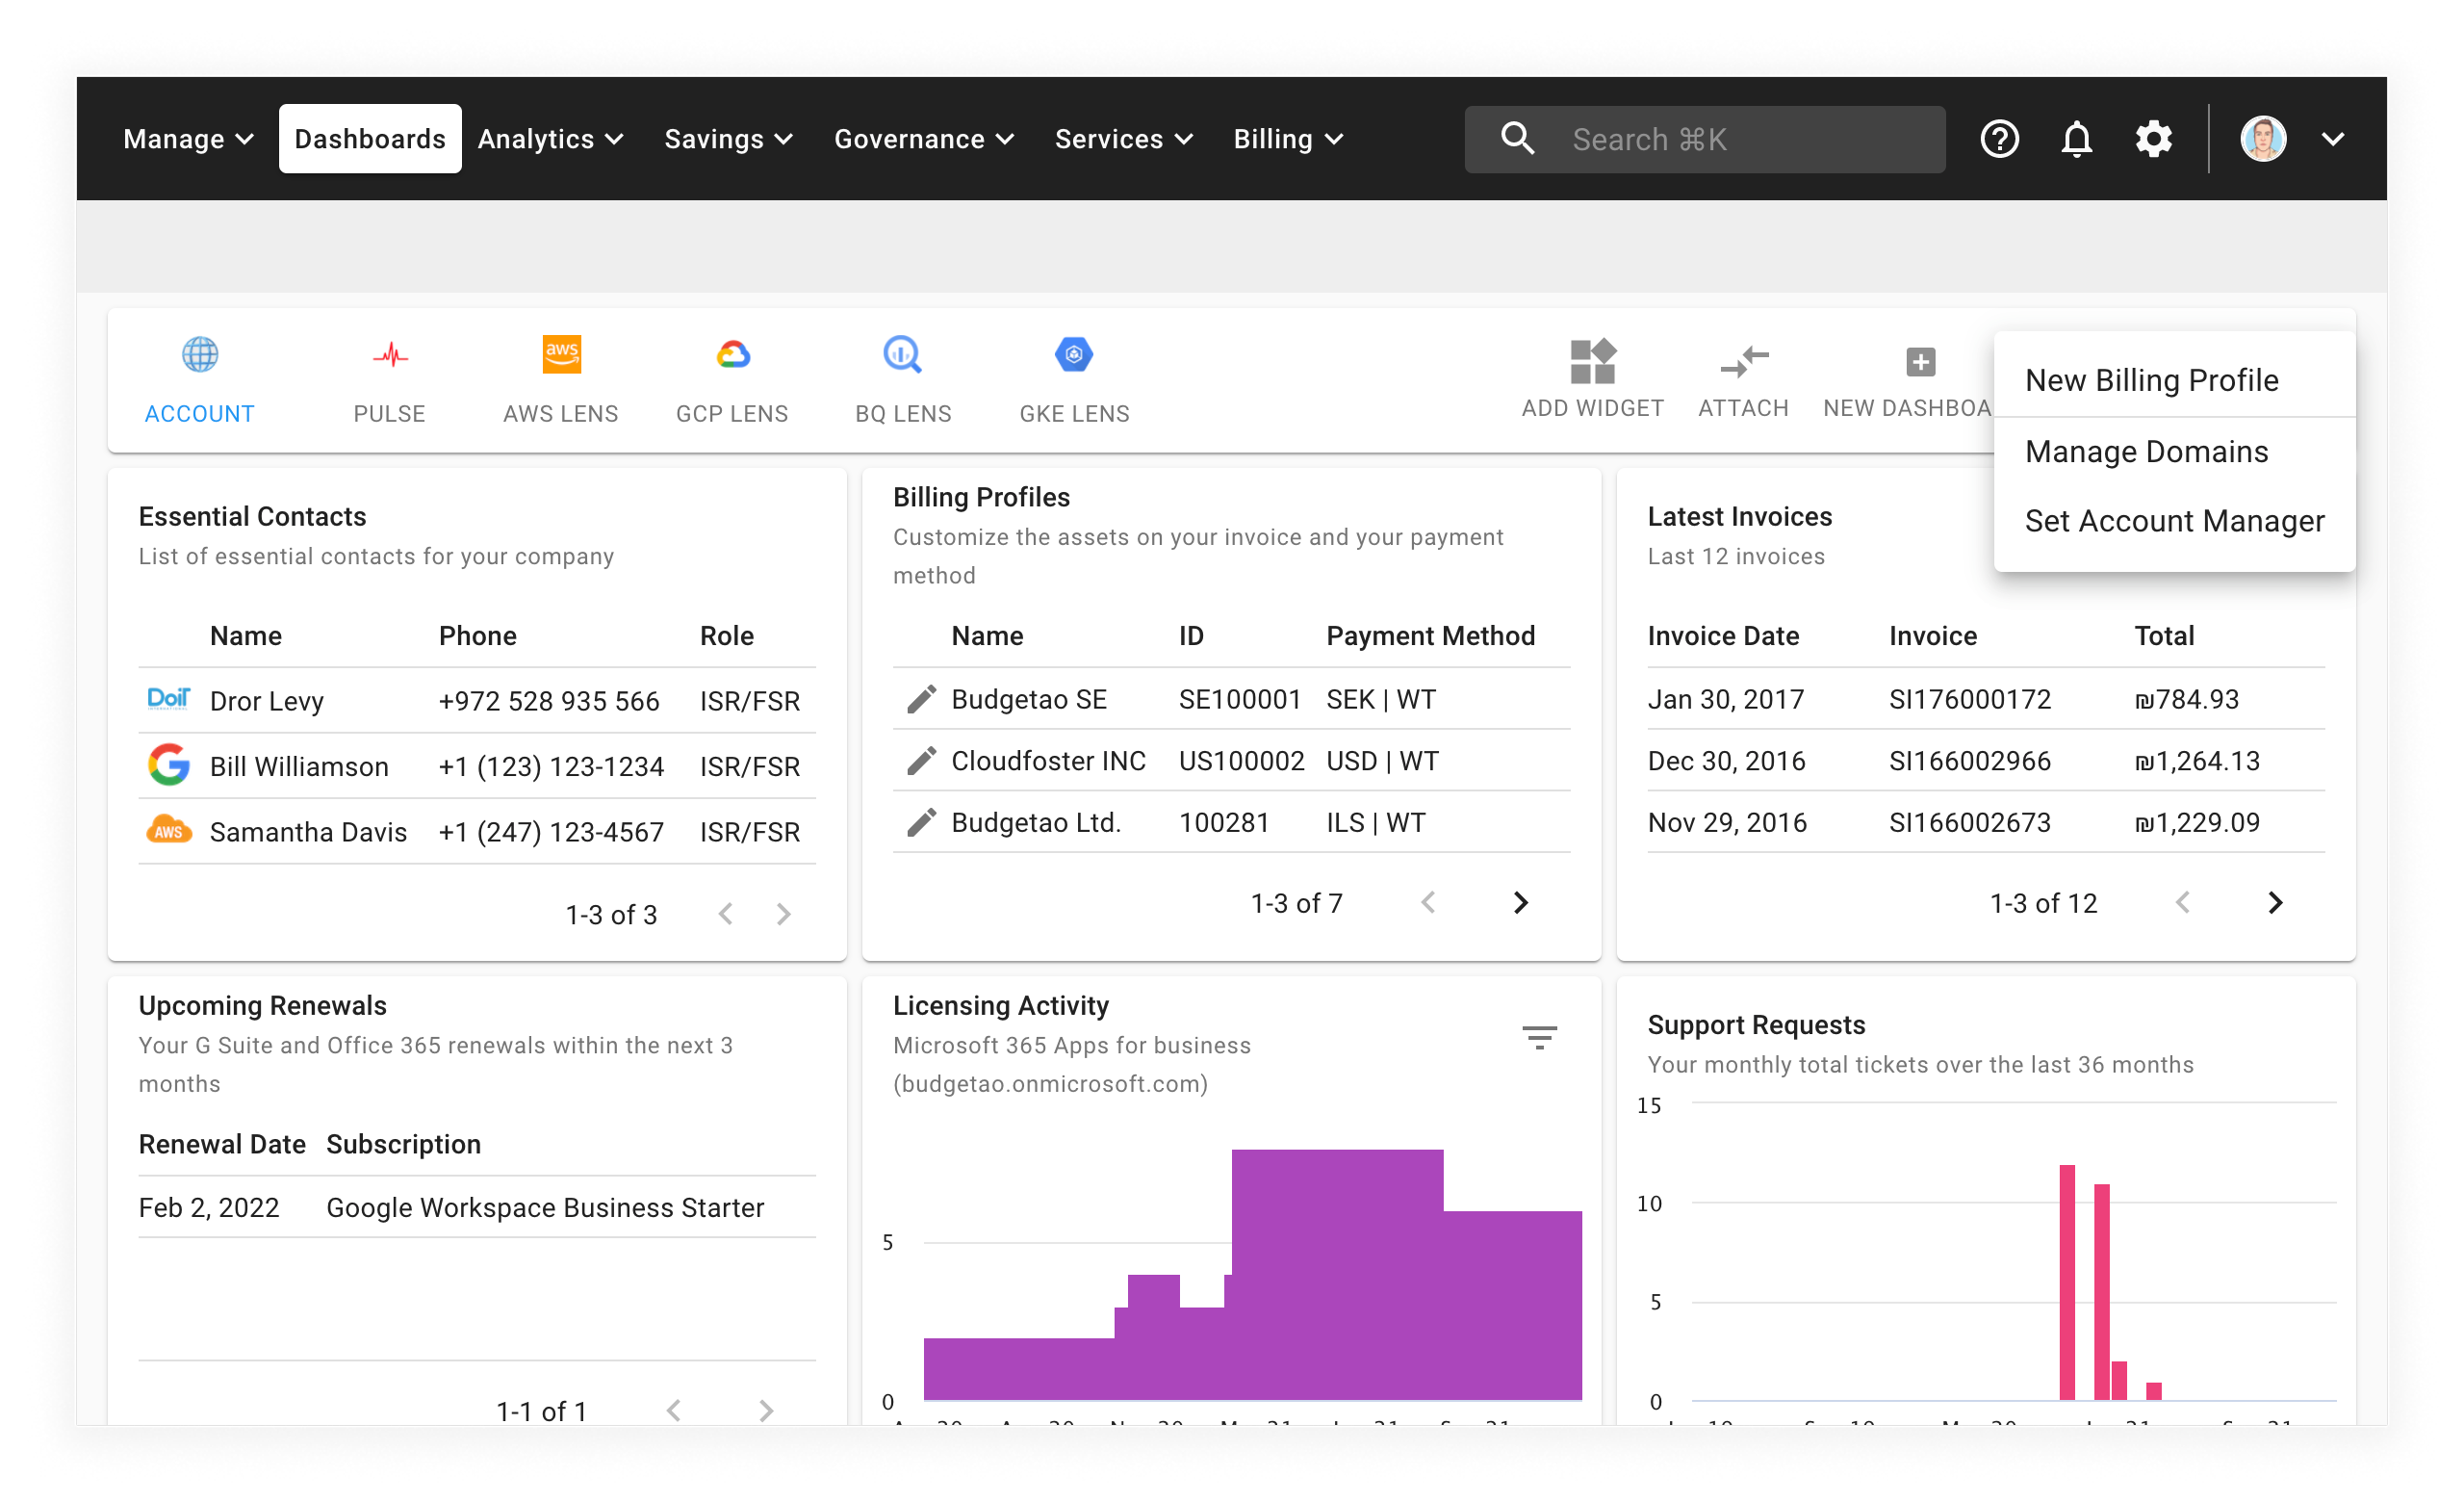 Manage Dashboards Analytics Savings Governance Services Billing Search ⌘K
ACCOUNT PULSE AWS LENS GCP LENS BQ LENS GKE LENS ADD WIDGET ATTACH NEW DASHBOA
aws
New Billing Profile
Manage Domains
Set Account Manager
Essential Contacts
List of essential contacts for your company
Name Phone Role
DoiT INTERNATIONAL Dror Levy +972 528 935 566 ISR/FSR
Bill Williamson +1 (123) 123-1234 ISR/FSR
AWS Samantha Davis +1 (247) 123-4567 ISR/FSR
1-3 of 3
Billing Profiles
Customize the assets on your invoice and your payment
method
Name ID Payment Method
Budgetao SE SE100001 SEK | WT
Cloudfoster INC US100002 USD | WT
Budgetao Ltd. 100281 ILS | WT
1-3 of 7
Latest Invoices
Last 12 invoices
Invoice Date Invoice Total
Jan 30, 2017 SI176000172 ₪784.93
Dec 30, 2016 SI166002966 ₪1,264.13
Nov 29, 2016 SI166002673 ₪1,229.09
1-3 of 12
Upcoming Renewals
Your G Suite and Office 365 renewals within the next 3
months
Renewal Date Subscription
Feb 2, 2022 Google Workspace Business Starter
1-1 of 1
Licensing Activity
Microsoft 365 Apps for business
(budgetao.onmicrosoft.com)
5
0
Support Requests
Your monthly total tickets over the last 36 months
15
10
5
0